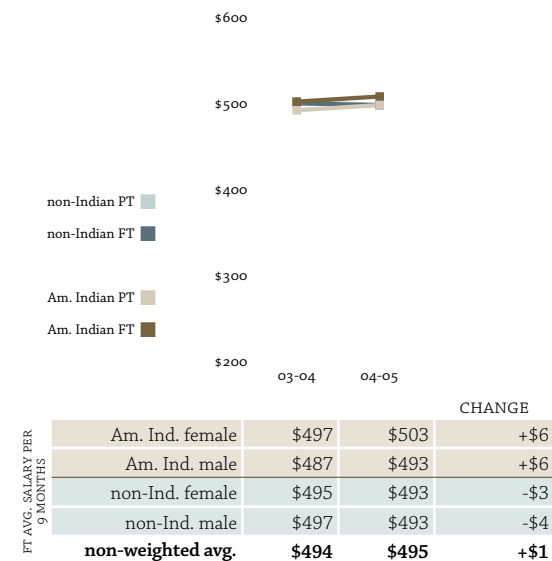 $600
$500
$400
$300
$200
non-Indian PT
non-Indian FT
Am. Indian PT
Am. Indian FT
03-04 04-05
CHANGE
FT AVG. SALARY PER
9 MONTHS
Am. Ind. female $497 $503 +$6
Am. Ind. male $487 $493 +$6
non-Ind. female $495 $493 -$3
non-Ind. male $497 $493 -$4
non-weighted avg. $494 $495 +$1